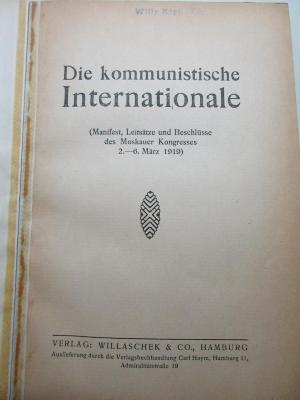 Die kommunistische
Internationale
(Manifest, Leitsätze und Beschlüsse
des Moskauer Kongresses
2.—6. März 1919)
VERLAG: WILLASCHEK & CO., HAMBURG
Auslieferung durch die Verlagsbuchhandlung Carl Hoym, Hamburg 11,
Admiralitätstraße 19